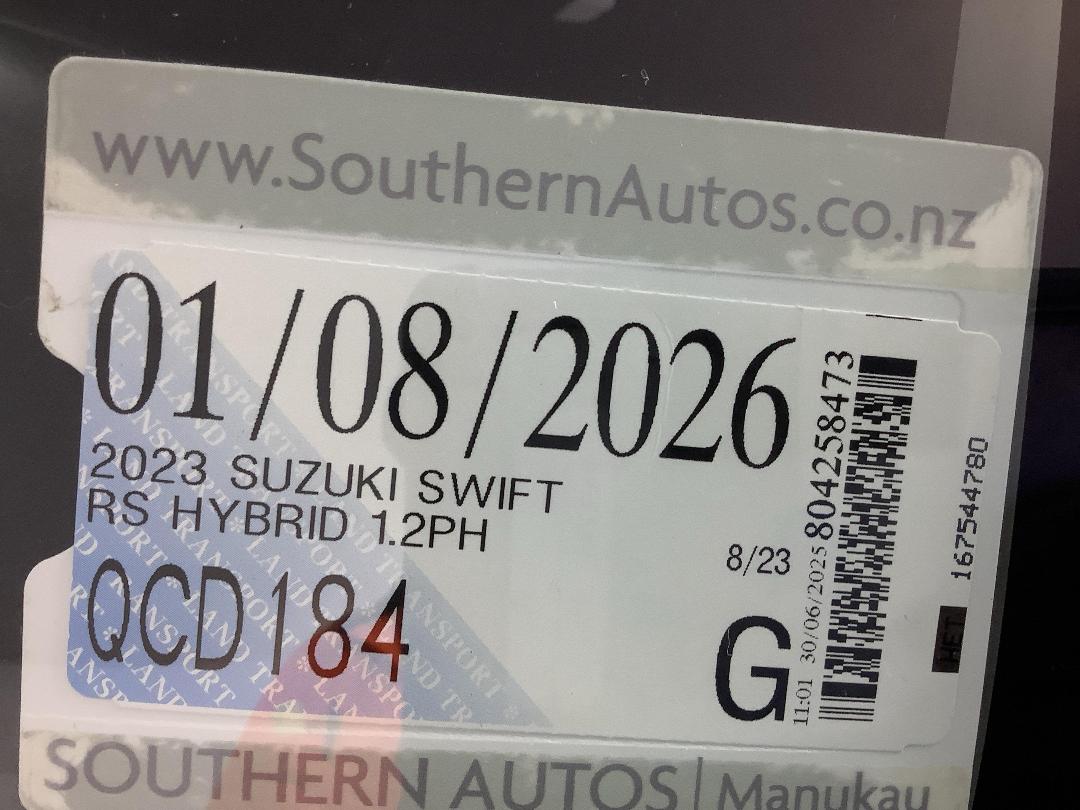 www.SouthernAutos.co.nz
01/08/2026
2023 SUZUKI SWIFT
RS HYBRID 1.2PH
8/23
QCD184
G
11:01 30/06/2025 80425258473
167544780
HET
SOUTHERN AUTOS | Manukau